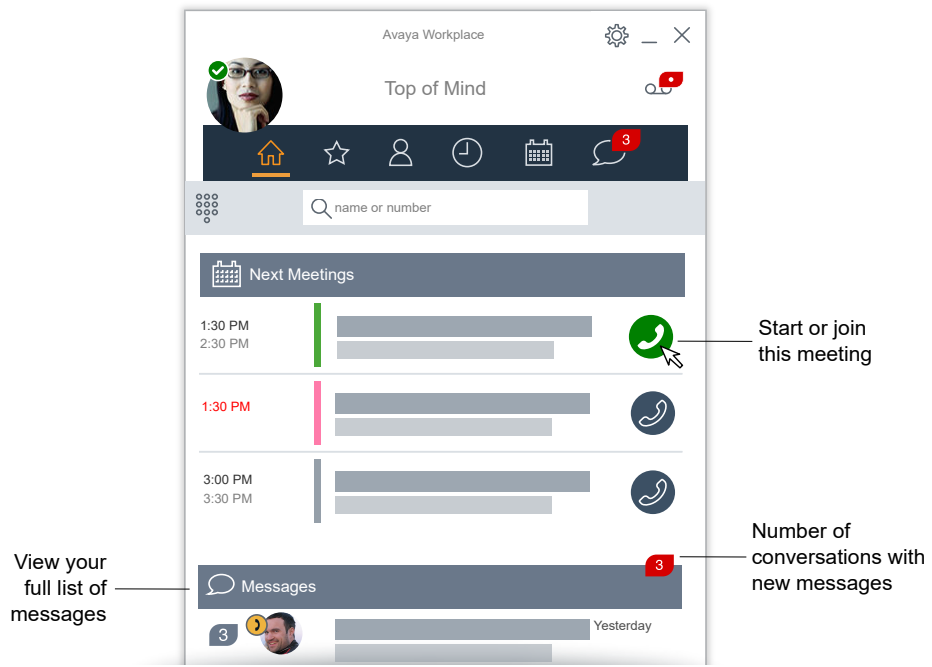 Avaya Workplace
Top of Mind
3
name or number
Next Meetings
1:30 PM
2:30 PM
Start or join
this meeting
1:30 PM
3:00 PM
3:30 PM
Number of
conversations with
new messages
3
View your
full list of
messages
Messages
3
Yesterday